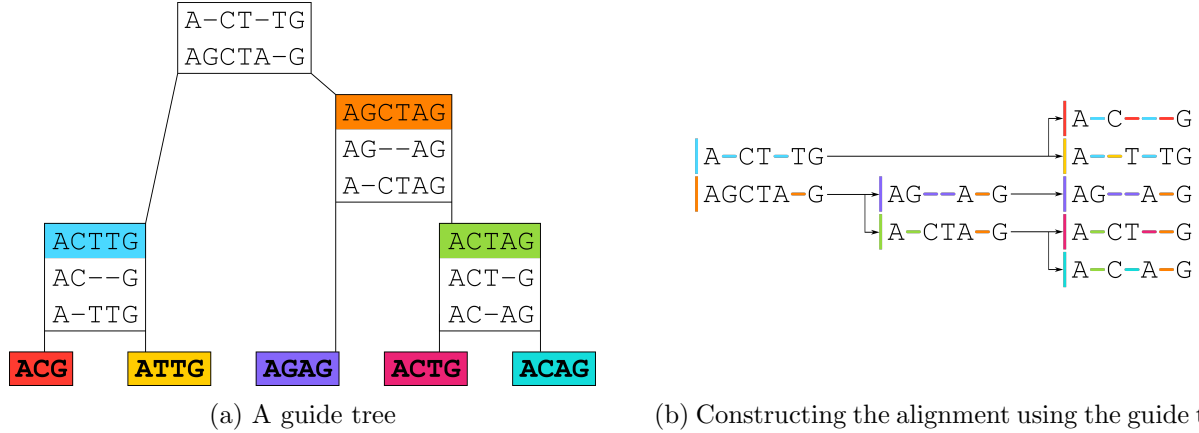 A-CT-TG
AGCTA-G
AGCTAG
AG--AG
A-CTAG
ACTTG
AC--G
A-TTG
ACTAG
ACT-G
AC-AG
ACG
ATTG
AGAG
ACTG
ACAG
(a) A guide tree
A-CT-TG
AGCTA-G
AG--A-G
A-CTA-G
A-C---G
A--T-TG
AG--A-G
A-CT--G
A-C-A-G
(b) Constructing the alignment using the guide t